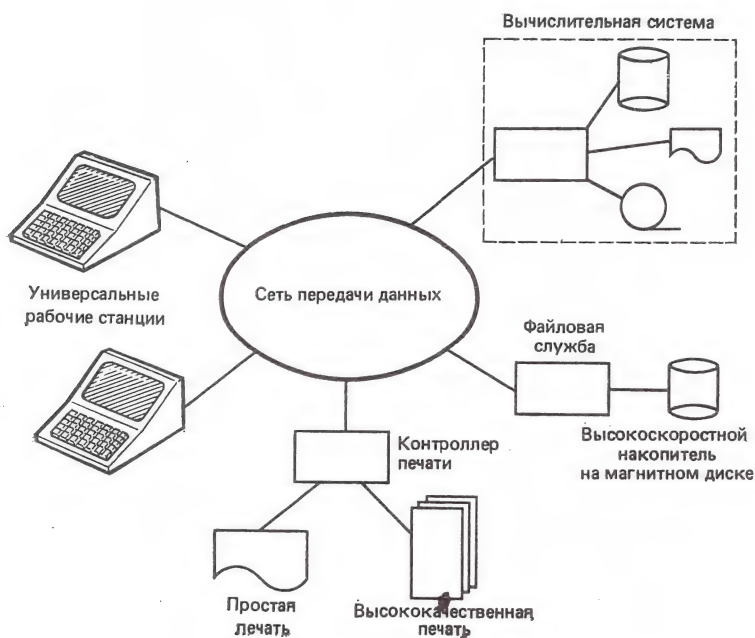 Вычислительная система
Универсальные
рабочие станции
Сеть передачи данных
Файловая
служба
Высокоскоростной
накопитель
на магнитном диске
Контроллер
печати
Простая
печать
Высококачественная
печать